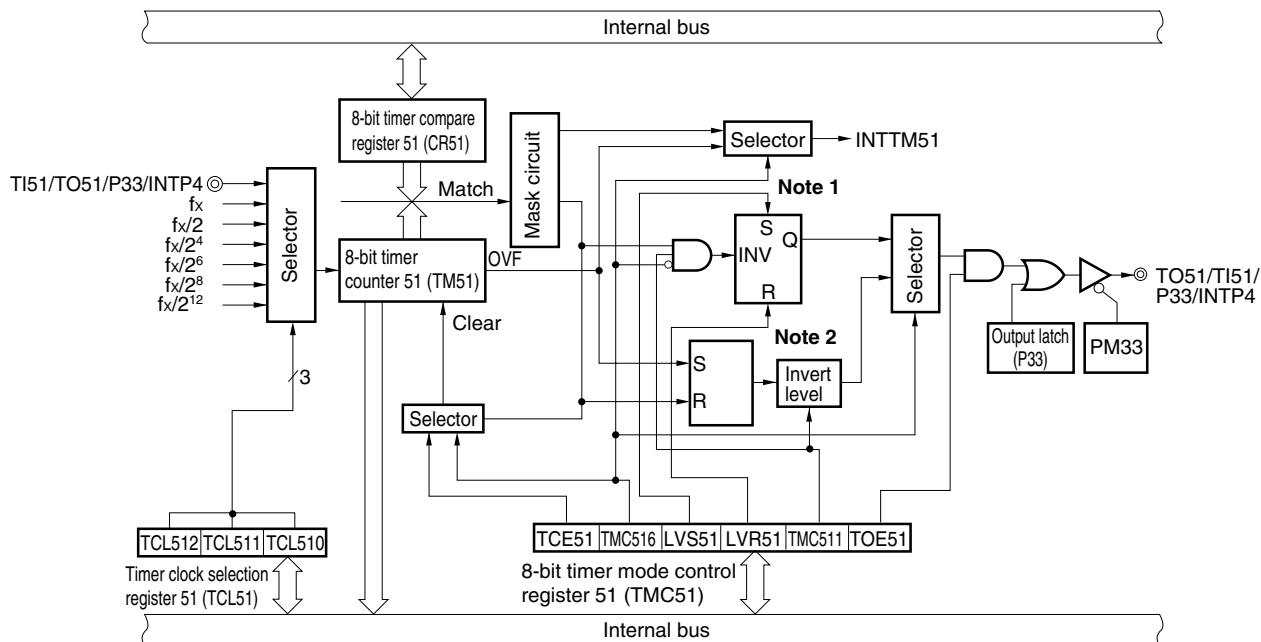 Internal bus
8-bit timer compare
register 51 (CR51)
Mask circuit
Selector
INTTM51
TI51/TO51/P33/INTP4
Match
Note 1
fX
fX/2
fX/2⁴
fX/2⁶
fX/2⁸
fX/2¹²
Selector
8-bit timer
counter 51 (TM51)
OVF
Clear
S
INV
Q
R
Selector
TO51/TI51/
P33/INTP4
Output latch
(P33)
PM33
Note 2
S
R
Invert
level
3
Selector
TCL512 TCL511 TCL510
Timer clock selection
register 51 (TCL51)
TCE51 TMC516 LVS51 LVR51 TMC511 TOE51
8-bit timer mode control
register 51 (TMC51)
Internal bus